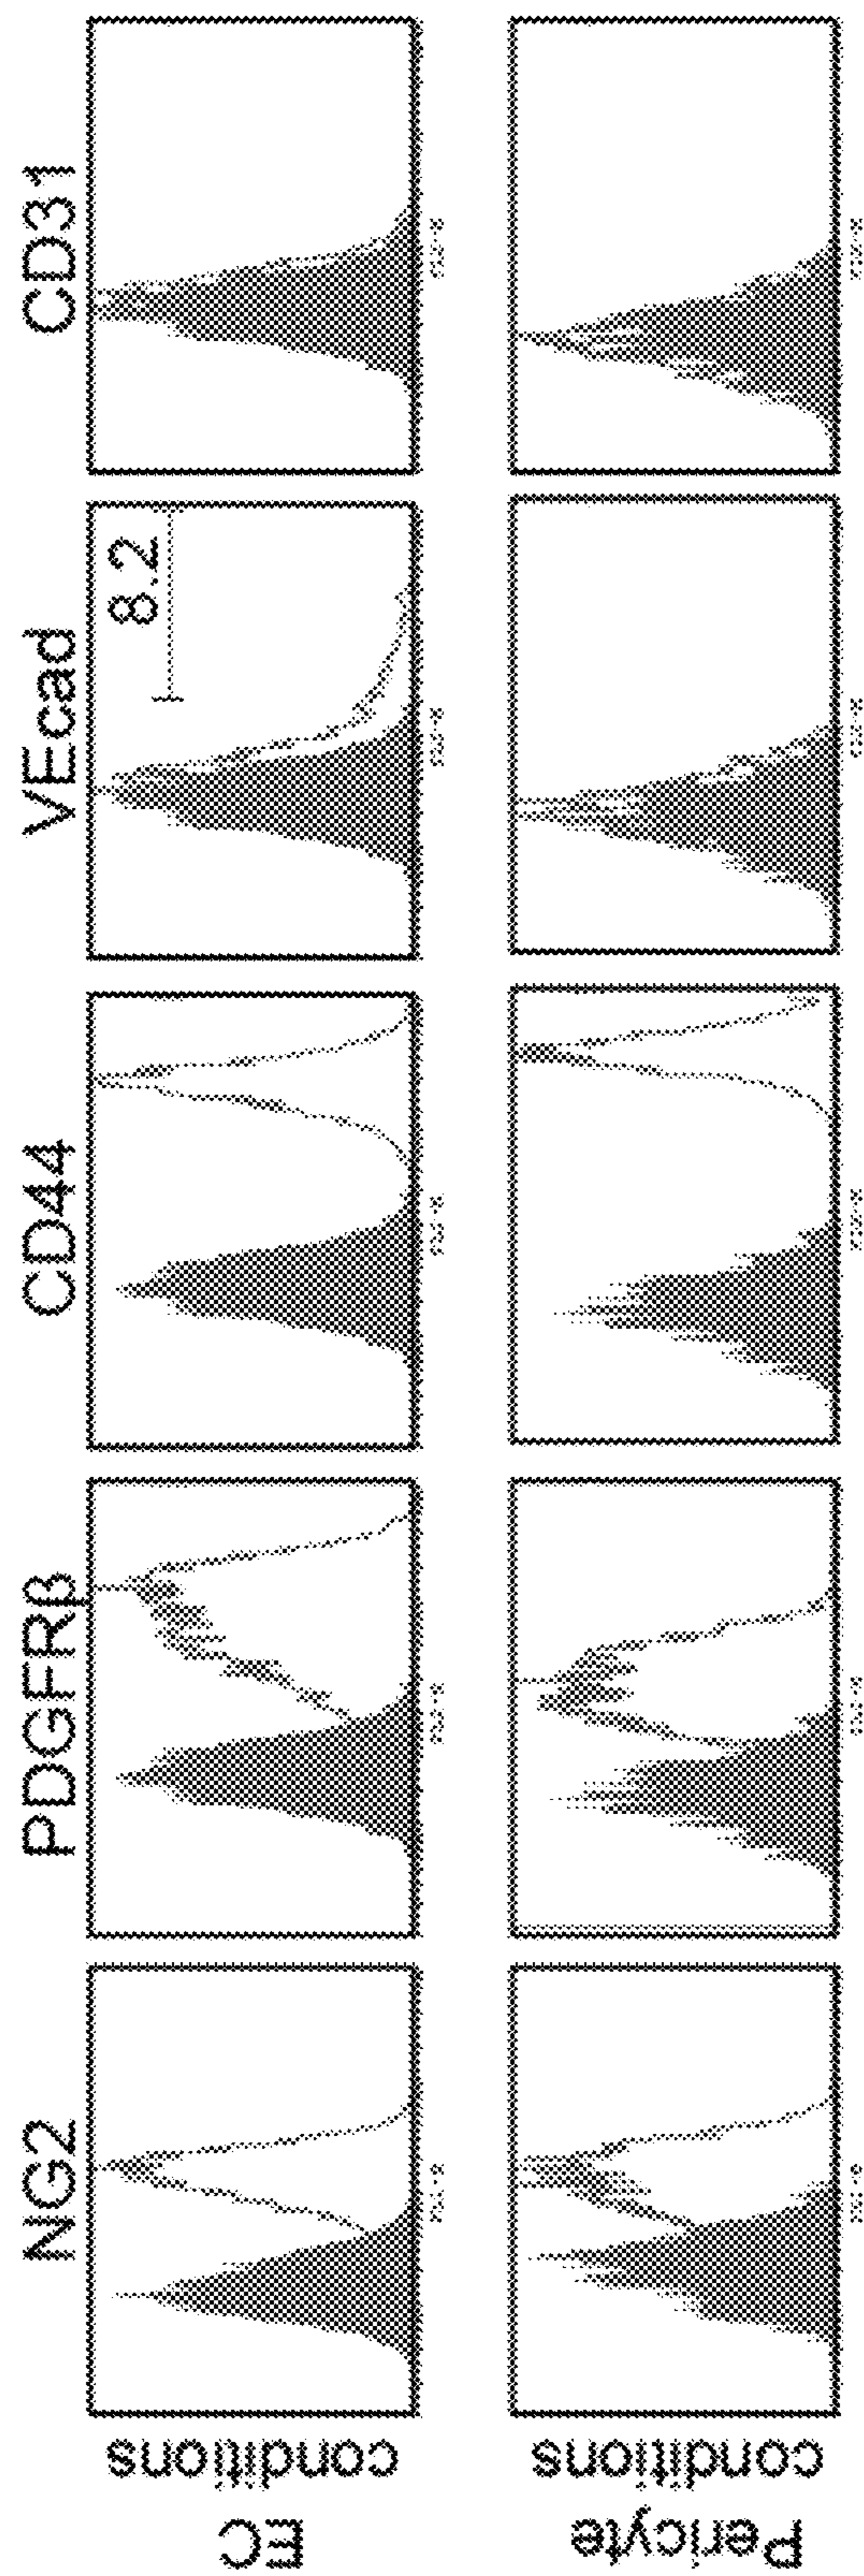 NG2 PDGFRβ CD44 VEcad CD31
EC
conditions
8.2
Pericyte
conditions